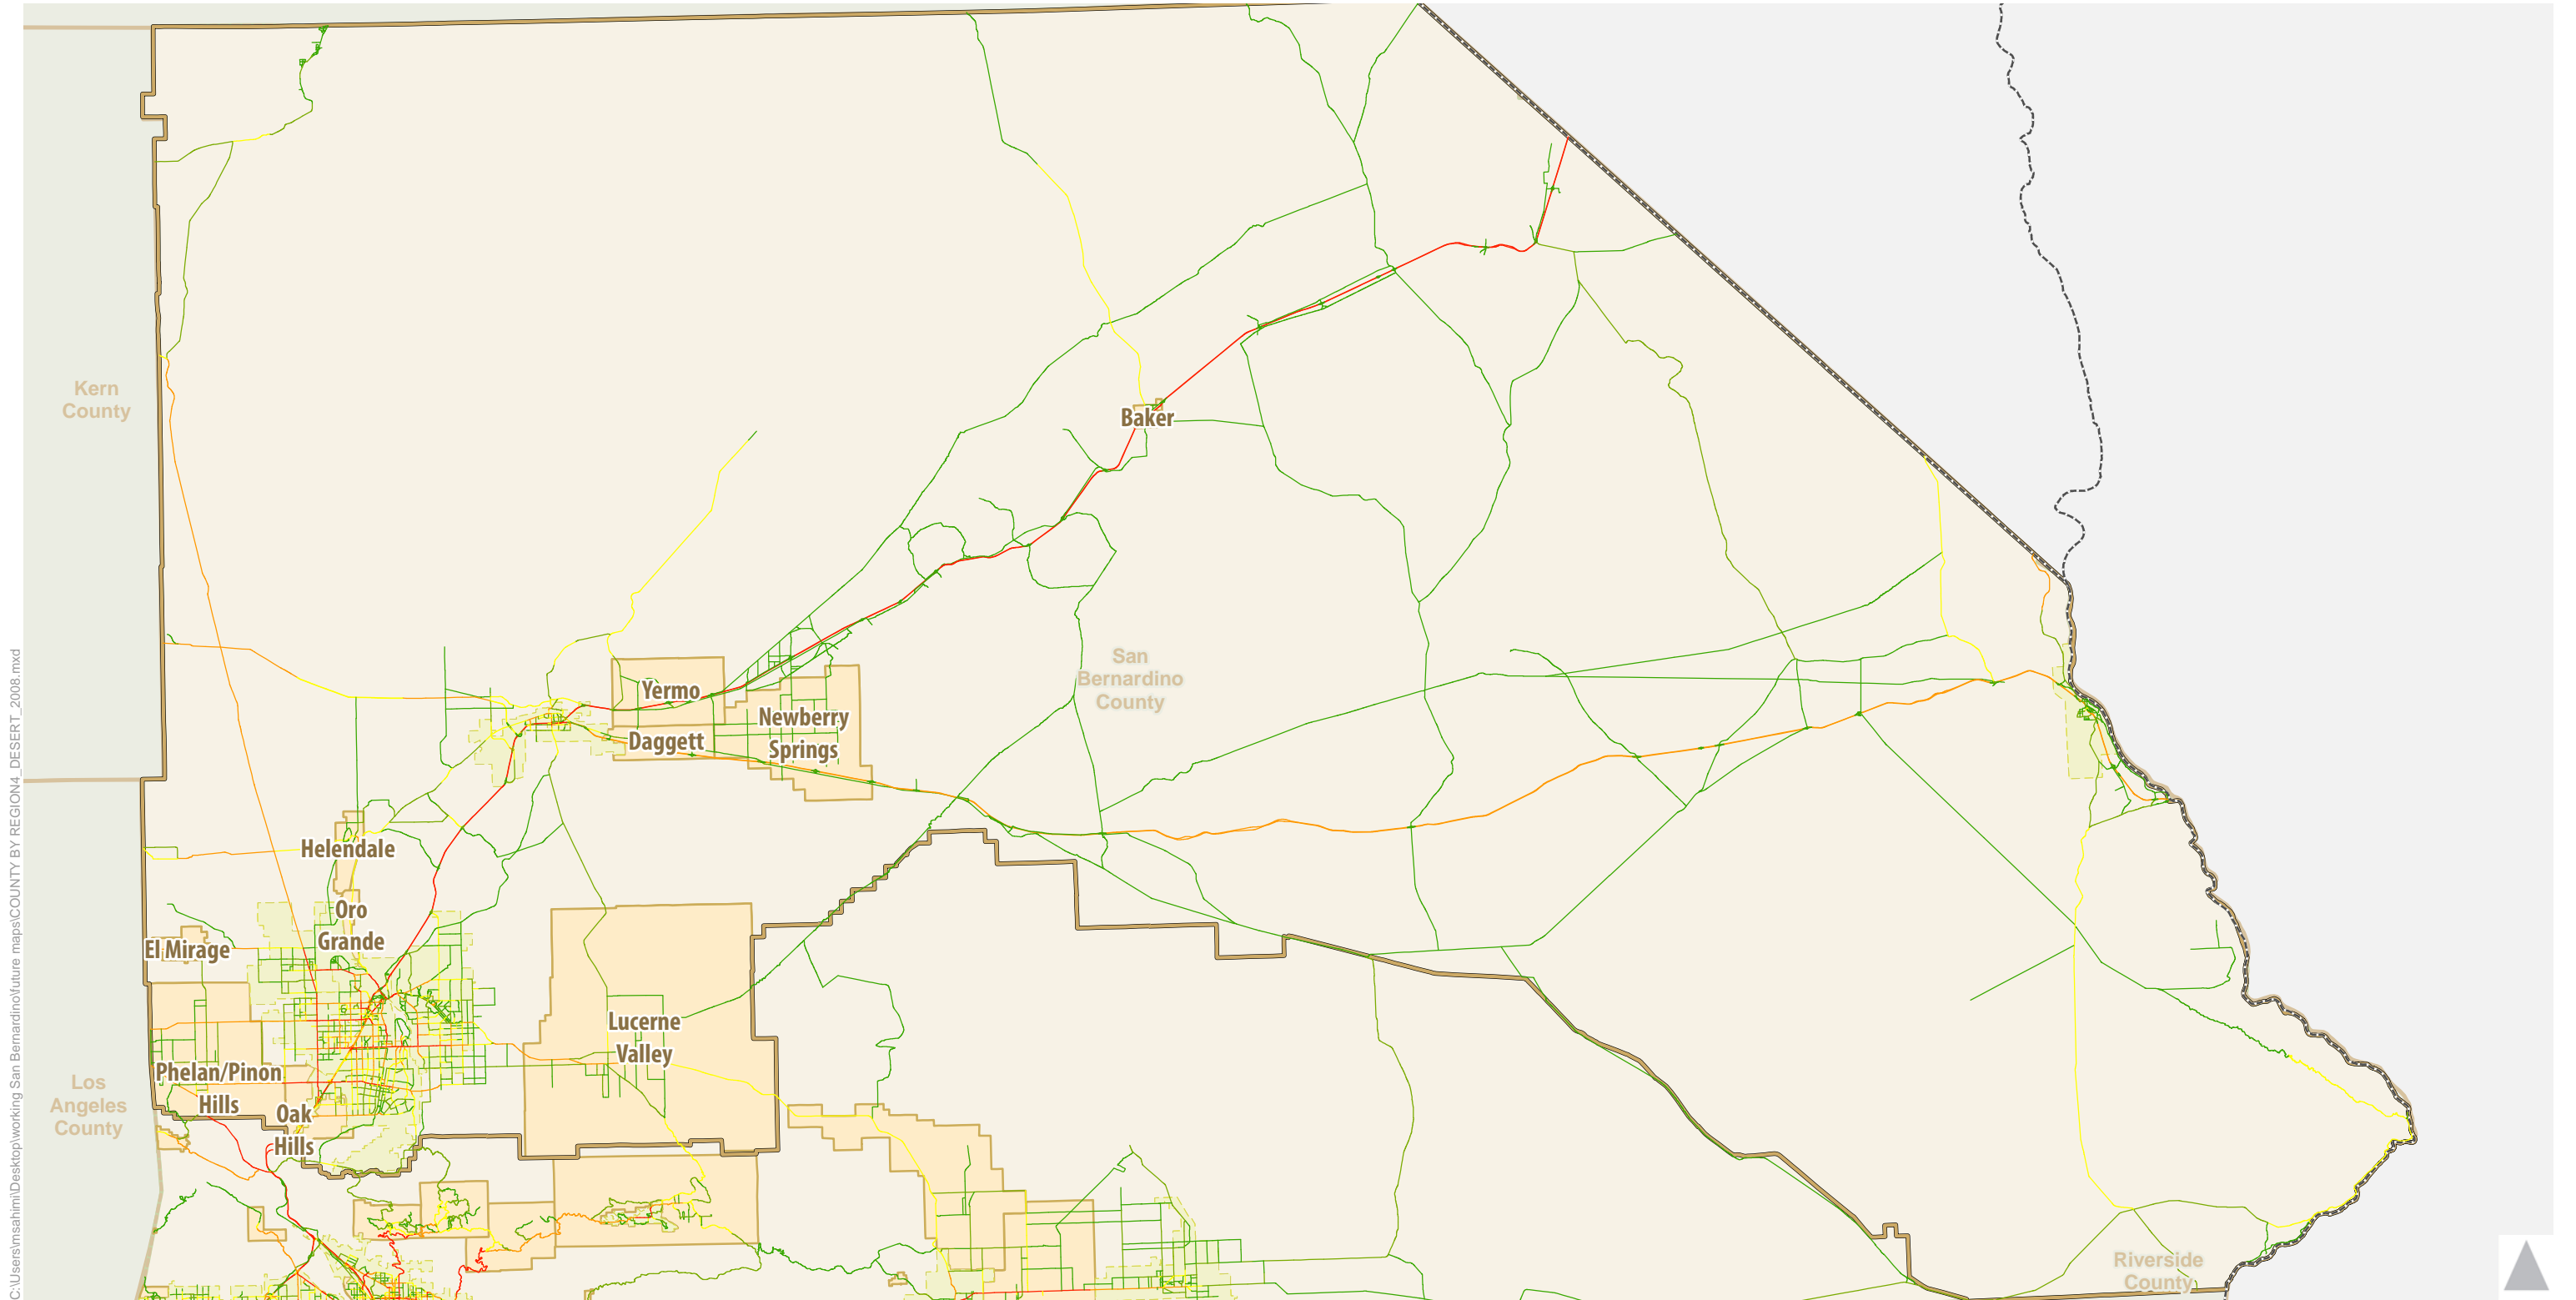 Kern
County
Baker
San
Bernardino
County
Yermo
Newberry
Springs
Daggett
Helendale
Oro
Grande
El Mirage
Lucerne
Valley
Phelan/Pinon
Hills
Oak
Hills
Los
Angeles
County
Riverside
County
C:\Users\msahimi\Desktop\working San Bernardino\future maps\COUNTY BY REGION4_DESERT_2008.mxd